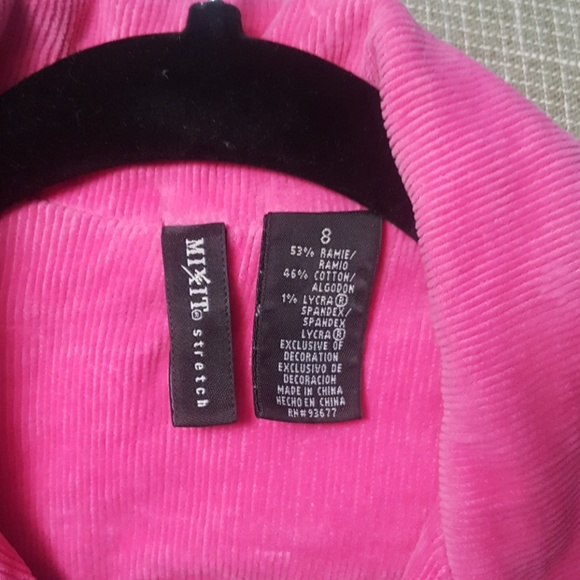 MIXIT® stretch
8
53% RAMIE/
RAMIO
46% COTTON/
ALGODON
1% LYCRA®
SPANDEX/
SPANDEX
LYCRA®
EXCLUSIVE OF
DECORATION
EXCLUSIVO DE
DECORACION
MADE IN CHINA
HECHO EN CHINA
RN#93677